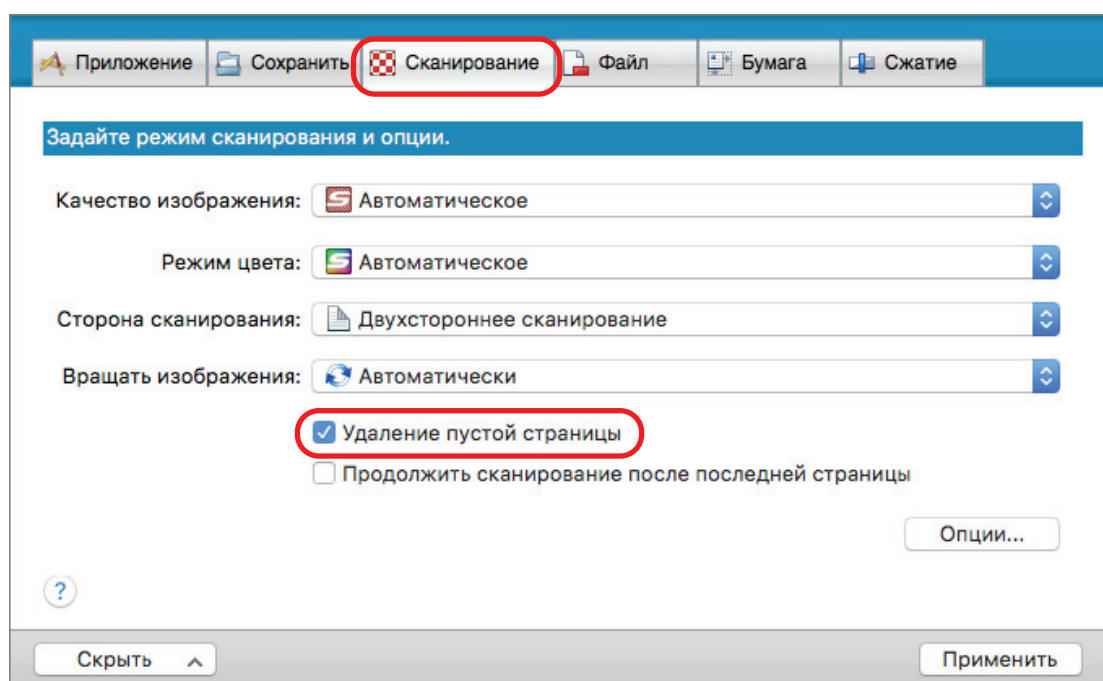 Приложение Сохранить Сканирование Файл Бумага Сжатие
Задайте режим сканирования и опции.
Качество изображения: Автоматическое
Режим цвета: Автоматическое
Сторона сканирования: Двухстороннее сканирование
Вращать изображения: Автоматически
Удаление пустой страницы
Продолжить сканирование после последней страницы
Опции...
?
Скрыть Применить